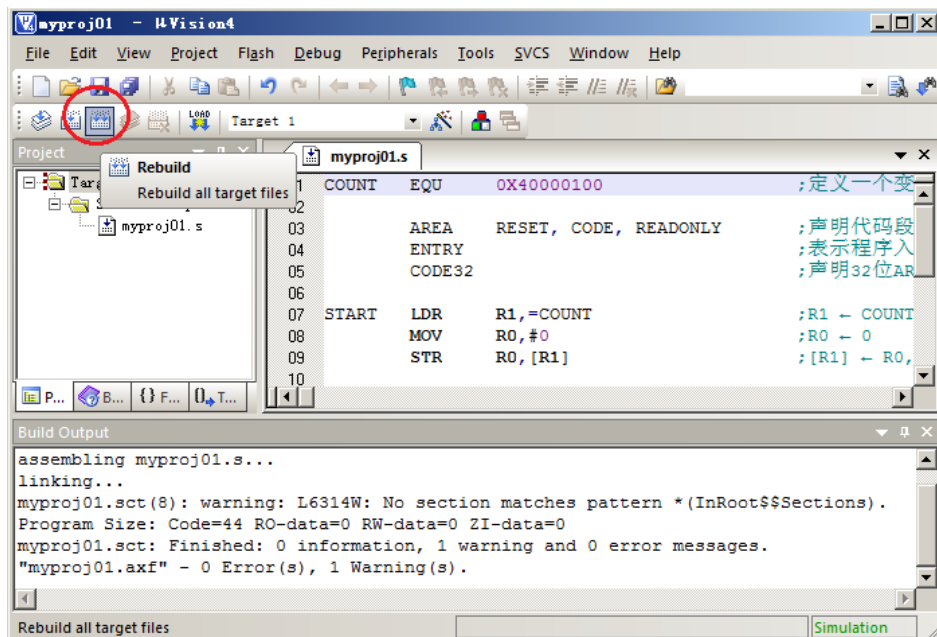 myproj01 - µVision4
File Edit View Project Flash Debug Peripherals Tools SVCS Window Help
LOAD Target 1
Project
myproj01.s
Rebuild
Rebuild all target files
myproj01.s
COUNT EQU 0X40000100 ;定义一个变
02
03 AREA RESET, CODE, READONLY ;声明代码段
04 ENTRY ;表示程序入
05 CODE32 ;声明32位AR
06
07 START LDR R1,=COUNT ;R1 ← COUNT
08 MOV R0,#0 ;R0 ← 0
09 STR R0,[R1] ;[R1] ← R0,
10
P... B... {} F... T...
Build Output
assembling myproj01.s...
linking...
myproj01.sct(8): warning: L6314W: No section matches pattern *(InRoot$$Sections).
Program Size: Code=44 RO-data=0 RW-data=0 ZI-data=0
myproj01.sct: Finished: 0 information, 1 warning and 0 error messages.
"myproj01.axf" - 0 Error(s), 1 Warning(s).
Rebuild all target files Simulation